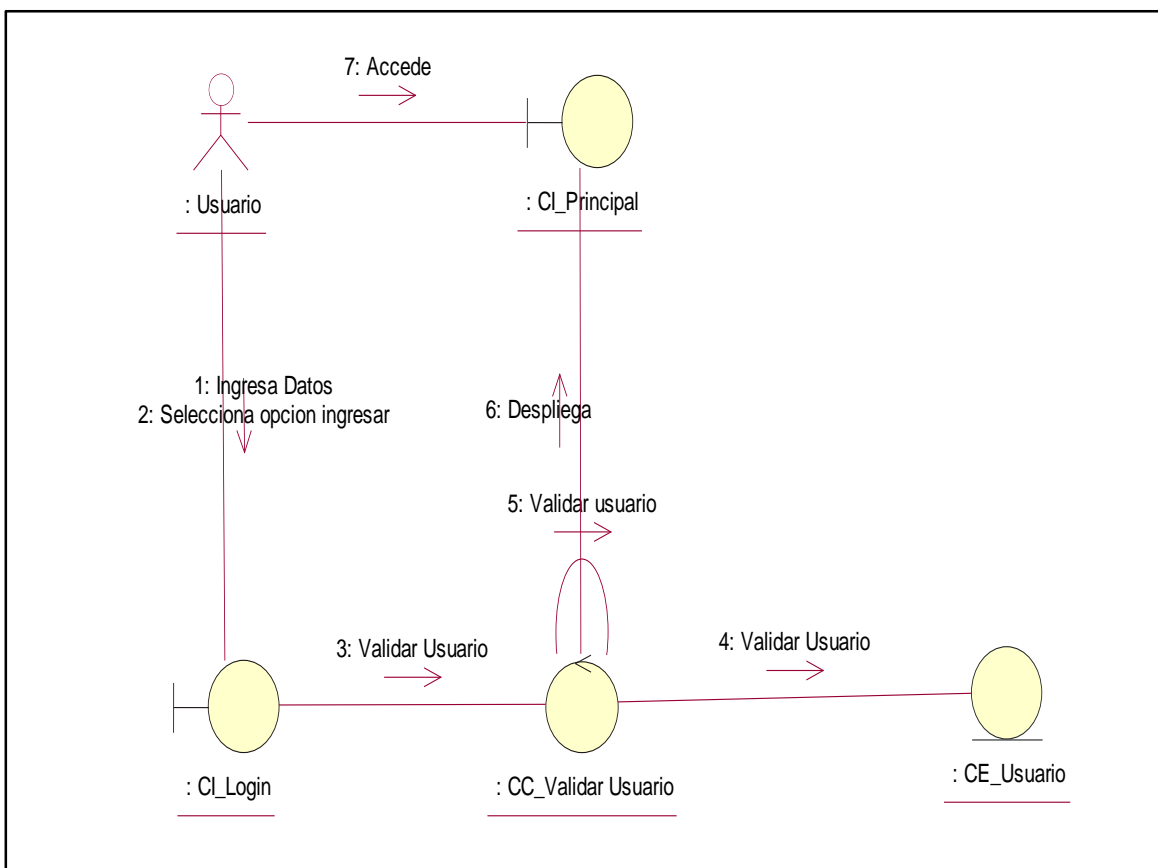 7: Accede
: Usuario
: CI_Principal
1: Ingresa Datos
2: Selecciona opcion ingresar
6: Despliega
5: Validar usuario
3: Validar Usuario
4: Validar Usuario
: CI_Login
: CC_Validar Usuario
: CE_Usuario